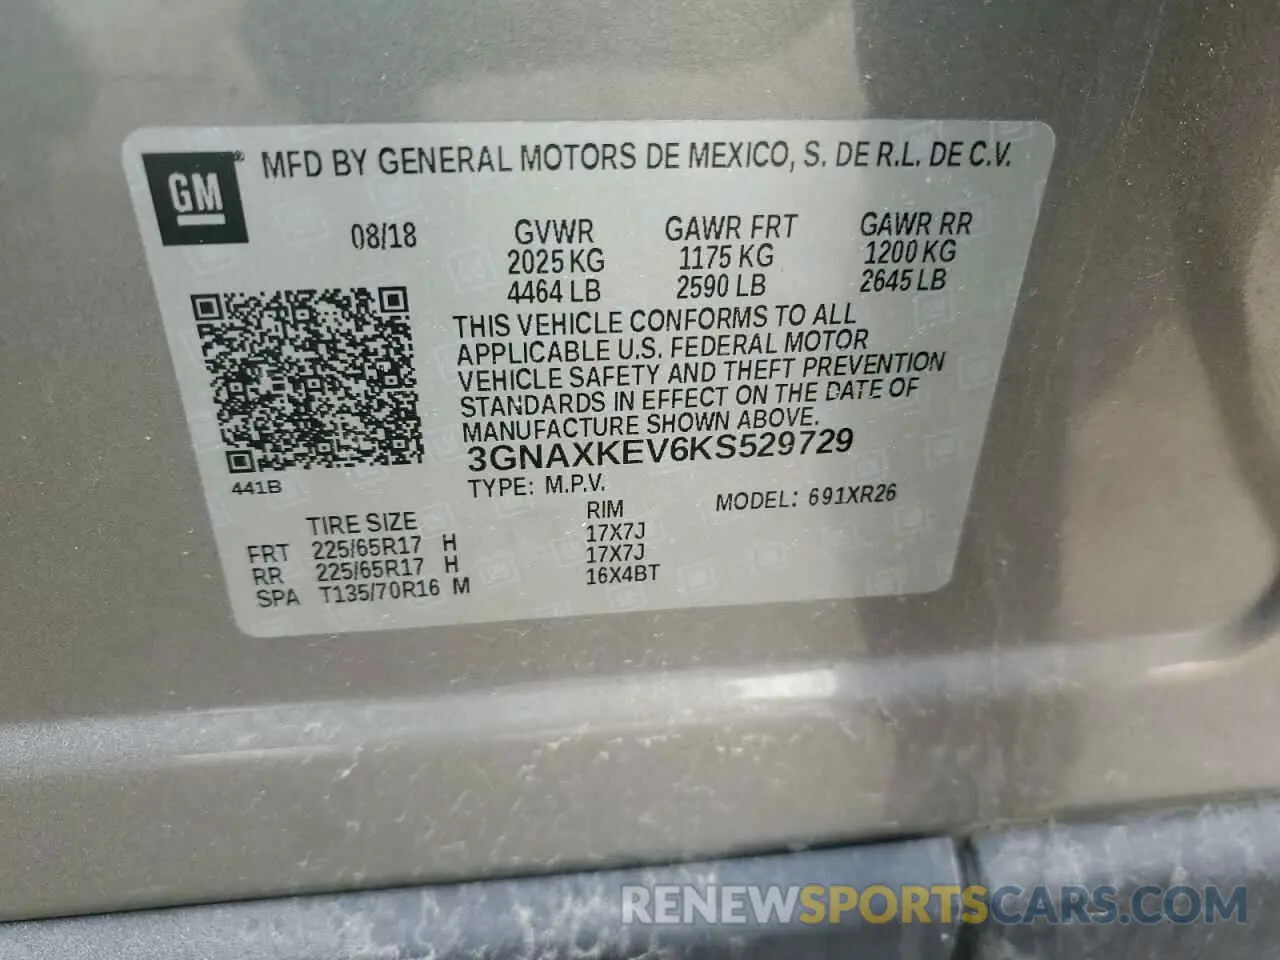 GM ® MFD BY GENERAL MOTORS DE MEXICO, S. DE R.L. DE C.V.
08/18 GVWR GAWR FRT GAWR RR
2025 KG 1175 KG 1200 KG
4464 LB 2590 LB 2645 LB
THIS VEHICLE CONFORMS TO ALL
APPLICABLE U.S. FEDERAL MOTOR
VEHICLE SAFETY AND THEFT PREVENTION
STANDARDS IN EFFECT ON THE DATE OF
MANUFACTURE SHOWN ABOVE.
3GNAXKEV6KS529729
441B TYPE: M.P.V. MODEL: 691XR26
TIRE SIZE RIM
FRT 225/65R17 H 17X7J
RR 225/65R17 H 17X7J
SPA T135/70R16 M 16X4BT
RENEWSPORTSCARS.COM